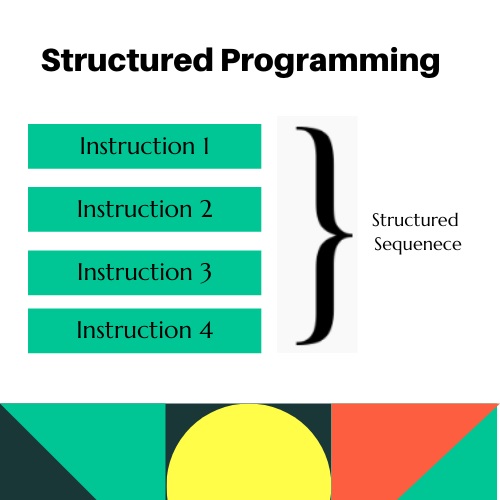 Structured Programming
Instruction 1
Instruction 2
Instruction 3
Instruction 4
Structured
Sequenece